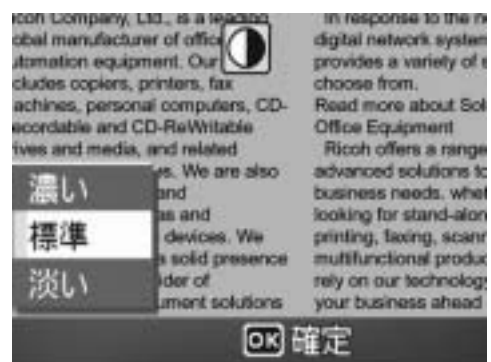 icoh Company, Ltd., is a leading
obal manufacturer of office
utomation equipment. Our
cludes copiers, printers, fax
achines, personal computers, CD-
ecordable and CD-ReWritable
rives and media, and related
es. We are also
and
as and
devices. We
a solid presence
ider of
ument solutions
In response to the ne
digital network system
provides a variety of s
choose from.
Read more about Sol
Office Equipment
Ricoh offers a range
advanced solutions to
business needs. whet
looking for stand-alon
printing, faxing, scann
multifunctional produc
rely on our technology
your business ahead
濃い
標準
淡い
OK 確定